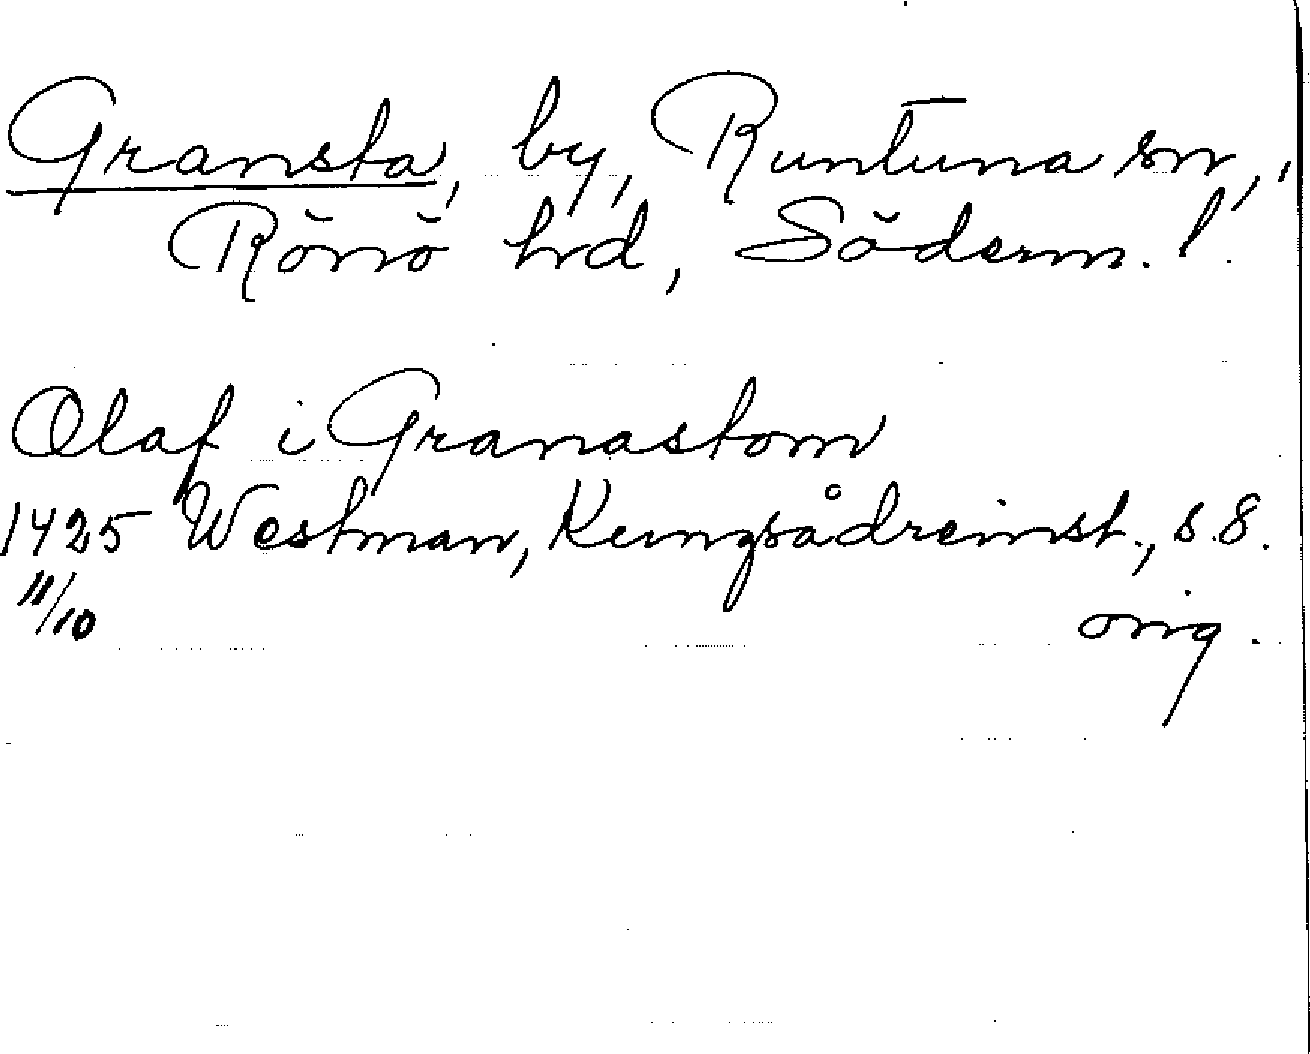 Gransta, by, Runtuna sn,
Rönö hd, Söderm. l.
Olaf i Granastom
1425 Westman, Kungsådreinst., s. 8.
11/10 orig.